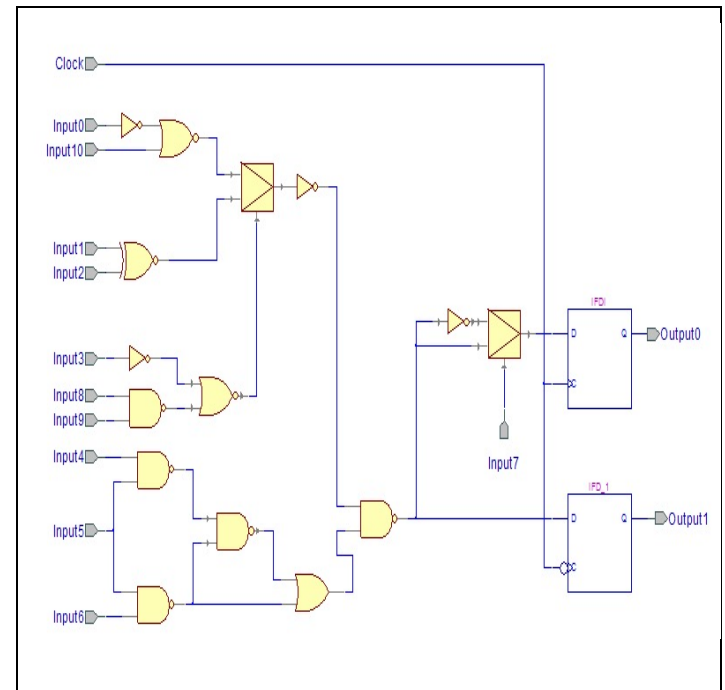 Clock
Input0
Input10
Input1
Input2
Input3
Input8
Input9
Input4
Input5
Input6
Input7
IFDI
D Q
C
Output0
IFD_1
D Q
C
Output1